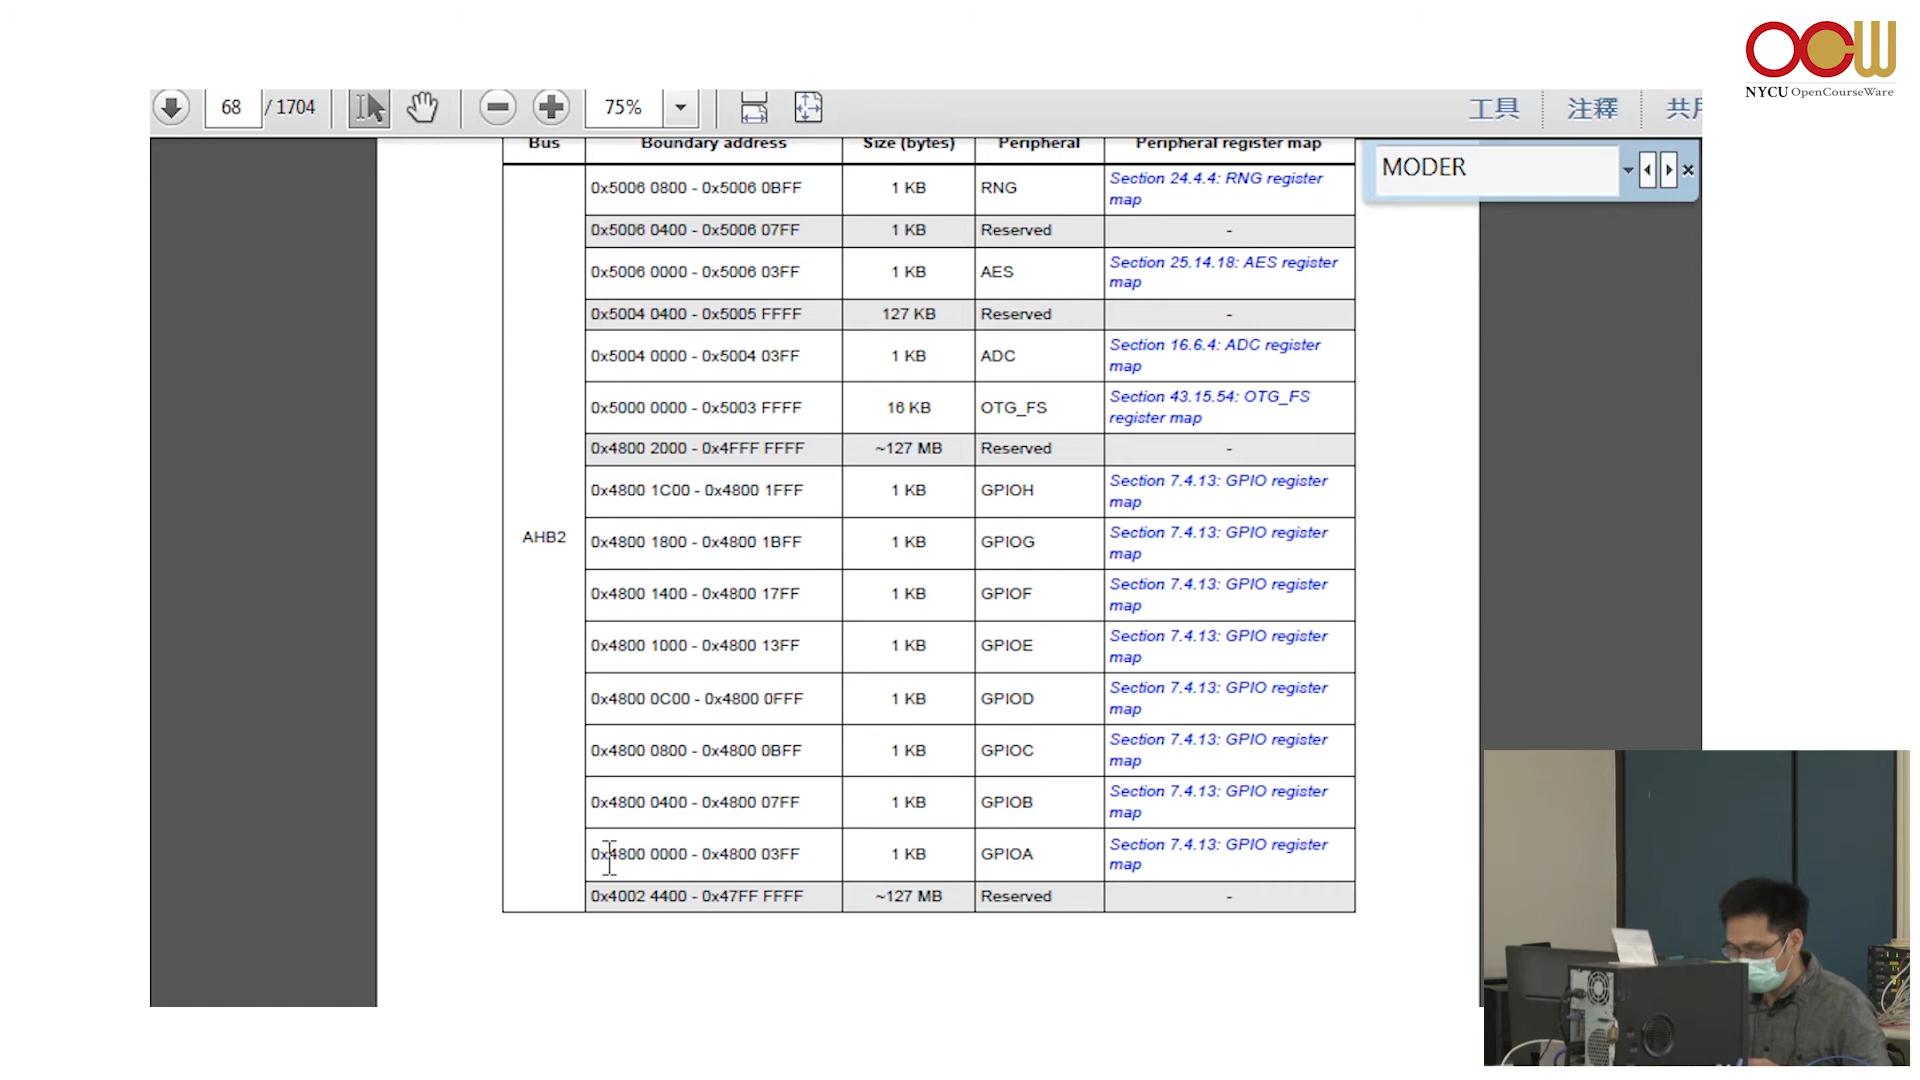 OCW
NYCU OpenCourseWare
68 / 1704 75% 工具 注釋 共用
MODER
Bus Boundary address Size (bytes) Peripheral Peripheral register map
AHB2
0x5006 0800 - 0x5006 0BFF 1 KB RNG Section 24.4.4: RNG register
map
0x5006 0400 - 0x5006 07FF 1 KB Reserved -
0x5006 0000 - 0x5006 03FF 1 KB AES Section 25.14.18: AES register
map
0x5004 0400 - 0x5005 FFFF 127 KB Reserved -
0x5004 0000 - 0x5004 03FF 1 KB ADC Section 16.6.4: ADC register
map
0x5000 0000 - 0x5003 FFFF 16 KB OTG_FS Section 43.15.54: OTG_FS
register map
0x4800 2000 - 0x4FFF FFFF ~127 MB Reserved -
0x4800 1C00 - 0x4800 1FFF 1 KB GPIOH Section 7.4.13: GPIO register
map
0x4800 1800 - 0x4800 1BFF 1 KB GPIOG Section 7.4.13: GPIO register
map
0x4800 1400 - 0x4800 17FF 1 KB GPIOF Section 7.4.13: GPIO register
map
0x4800 1000 - 0x4800 13FF 1 KB GPIOE Section 7.4.13: GPIO register
map
0x4800 0C00 - 0x4800 0FFF 1 KB GPIOD Section 7.4.13: GPIO register
map
0x4800 0800 - 0x4800 0BFF 1 KB GPIOC Section 7.4.13: GPIO register
map
0x4800 0400 - 0x4800 07FF 1 KB GPIOB Section 7.4.13: GPIO register
map
0x4800 0000 - 0x4800 03FF 1 KB GPIOA Section 7.4.13: GPIO register
map
0x4002 4400 - 0x47FF FFFF ~127 MB Reserved -